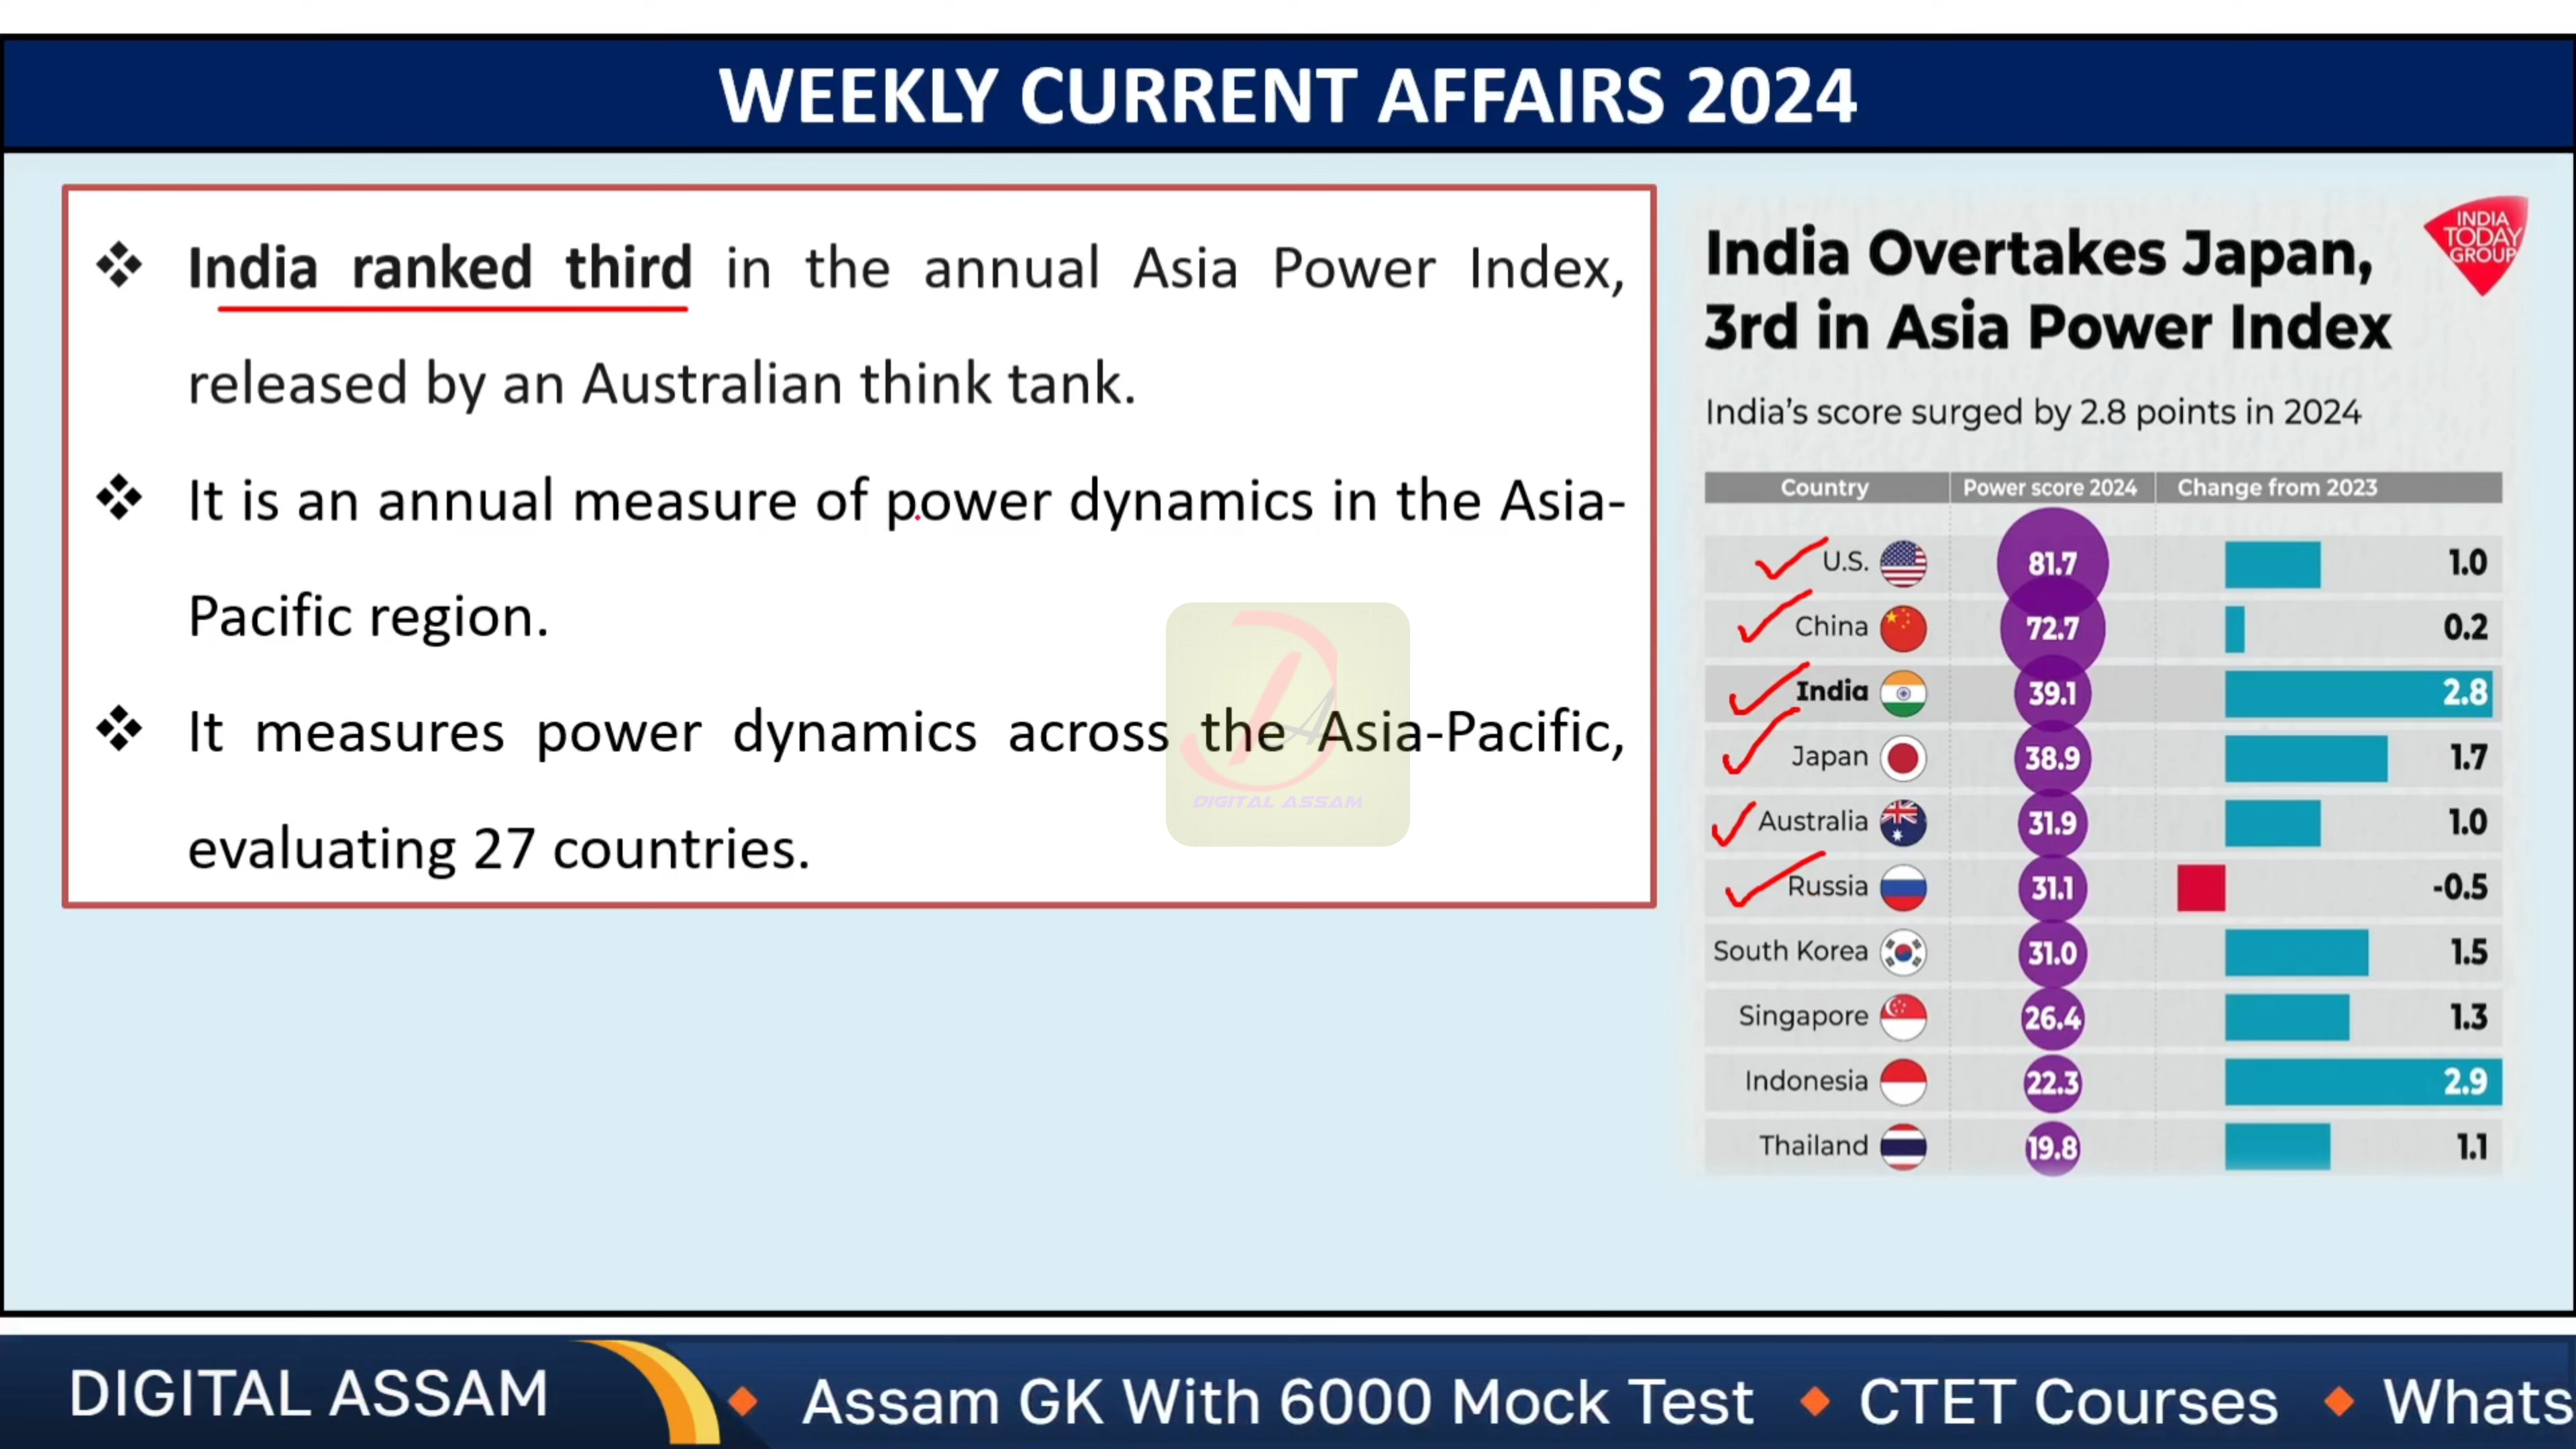 WEEKLY CURRENT AFFAIRS 2024
❖ India ranked third in the annual Asia Power Index,
released by an Australian think tank.
❖ It is an annual measure of power dynamics in the Asia-
Pacific region.
❖ It measures power dynamics across the Asia-Pacific,
evaluating 27 countries.
DIGITAL ASSAM
INDIA
TODAY
GROUP
India Overtakes Japan,
3rd in Asia Power Index
India's score surged by 2.8 points in 2024
Country Power score 2024 Change from 2023
U.S. 81.7 1.0
China 72.7 0.2
India 39.1 2.8
Japan 38.9 1.7
Australia 31.9 1.0
Russia 31.1 -0.5
South Korea 31.0 1.5
Singapore 26.4 1.3
Indonesia 22.3 2.9
Thailand 19.8 1.1
DIGITAL ASSAM ◆ Assam GK With 6000 Mock Test ◆ CTET Courses ◆ Whats